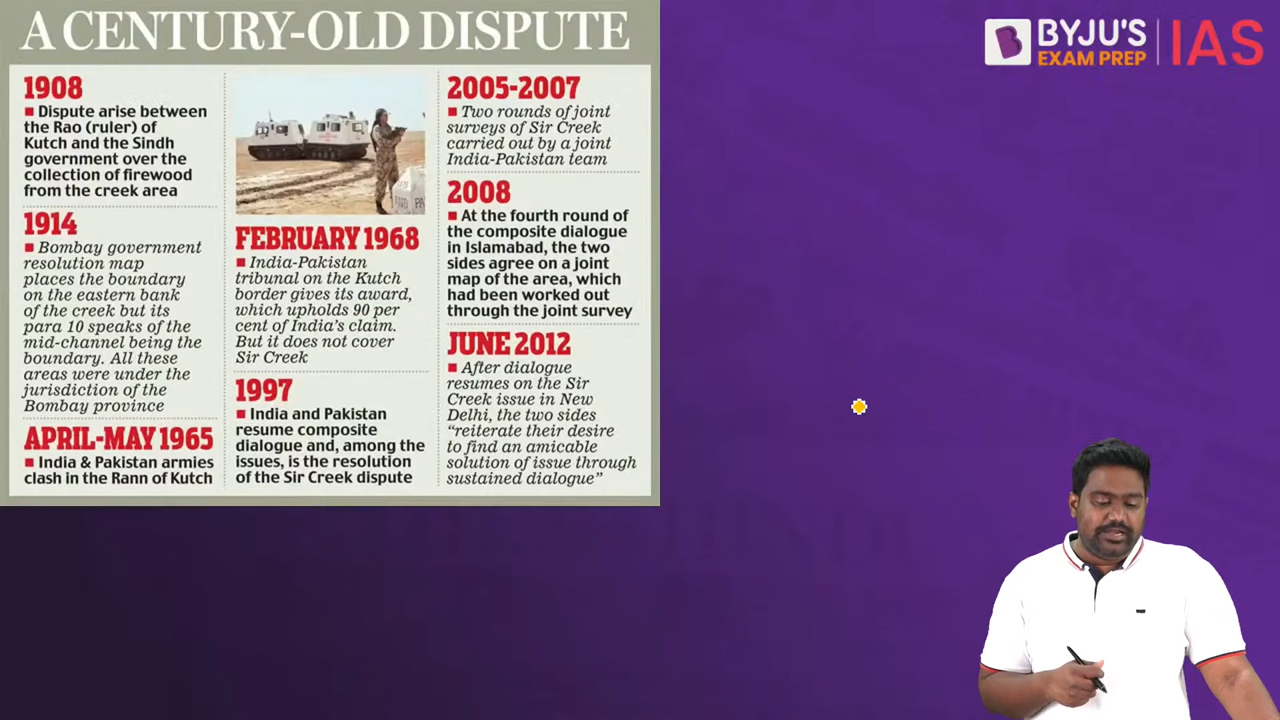 A CENTURY-OLD DISPUTE
1908
Dispute arise between
the Rao (ruler) of
Kutch and the Sindh
government over the
collection of firewood
from the creek area
1914
Bombay government
resolution map
places the boundary
on the eastern bank
of the creek but its
para 10 speaks of the
mid-channel being the
boundary. All these
areas were under the
jurisdiction of the
Bombay province
APRIL-MAY 1965
India & Pakistan armies
clash in the Rann of Kutch
FEBRUARY 1968
India-Pakistan
tribunal on the Kutch
border gives its award,
which upholds 90 per
cent of India's claim.
But it does not cover
Sir Creek
1997
India and Pakistan
resume composite
dialogue and, among the
issues, is the resolution
of the Sir Creek dispute
2005-2007
Two rounds of joint
surveys of Sir Creek
carried out by a joint
India-Pakistan team
2008
At the fourth round of
the composite dialogue
in Islamabad, the two
sides agree on a joint
map of the area, which
had been worked out
through the joint survey
JUNE 2012
After dialogue
resumes on the Sir
Creek issue in New
Delhi, the two sides
“reiterate their desire
to find an amicable
solution of issue through
sustained dialogue”
BYJU'S
EXAM PREP
IAS